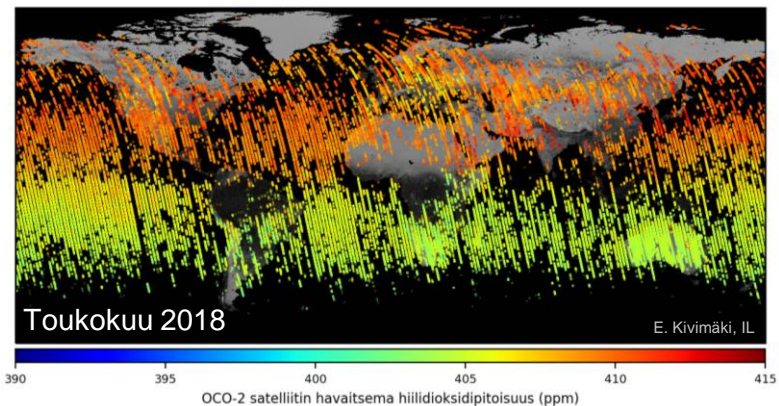 Toukokuu 2018
E. Kivimäki, IL
390 395 400 405 410 415
OCO-2 satelliitin havaitsema hiilidioksidipitoisuus (ppm)